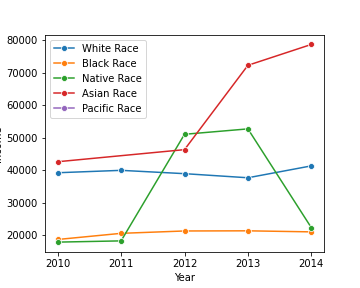 80000
70000
60000
50000
40000
30000
20000
White Race
Black Race
Native Race
Asian Race
Pacific Race
2010 2011 2012 2013 2014
Year